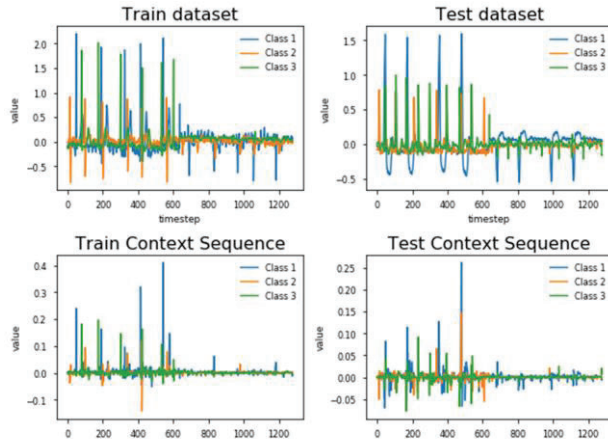 Train dataset
Class 1
Class 2
Class 3
2.0
1.5
1.0
0.5
0.0
−0.5
value
0 200 400 600 800 1000 1200
timestep
Test dataset
Class 1
Class 2
Class 3
1.5
1.0
0.5
0.0
−0.5
value
0 200 400 600 800 1000 1200
timestep
Train Context Sequence
Class 1
Class 2
Class 3
0.4
0.3
0.2
0.1
0.0
−0.1
value
0 200 400 600 800 1000 1200
Test Context Sequence
Class 1
Class 2
Class 3
0.25
0.20
0.15
0.10
0.05
0.00
−0.05
value
0 200 400 600 800 1000 1200